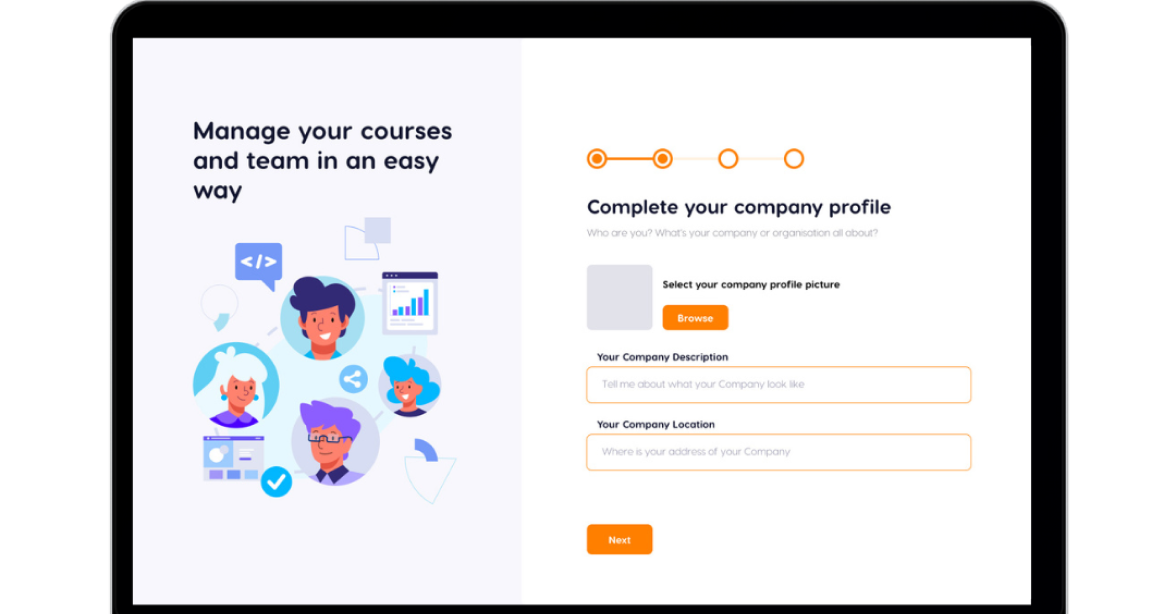 Manage your courses
and team in an easy
way
</>
Complete your company profile
Who are you? What's your company or organisation all about?
Select your company profile picture
Browse
Your Company Description
Tell me about what your Company look like
Your Company Location
Where is your address of your Company
Next